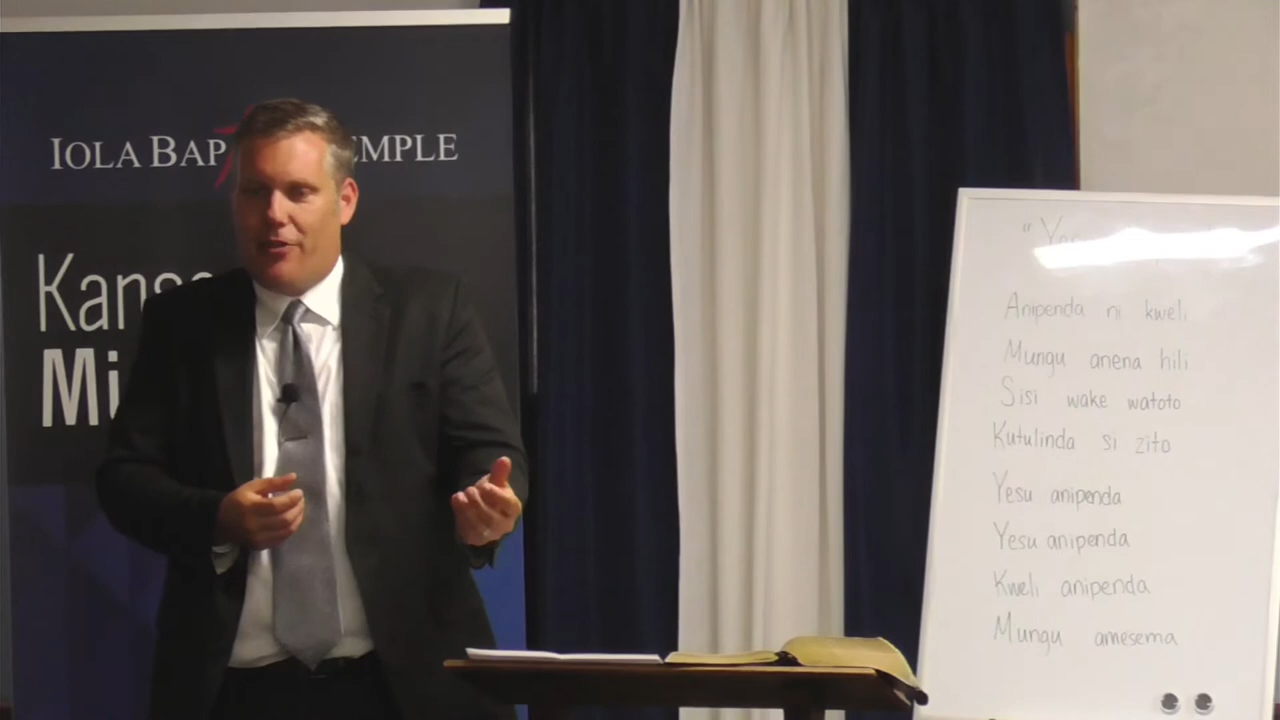 IOLA BAP EMPLE
Kans
Mi
Anipenda ni kweli
Mungu anena hili
Sisi wake watoto
Kutulinda si zito
Yesu anipenda
Yesu anipenda
Kweli anipenda
Mungu amesema